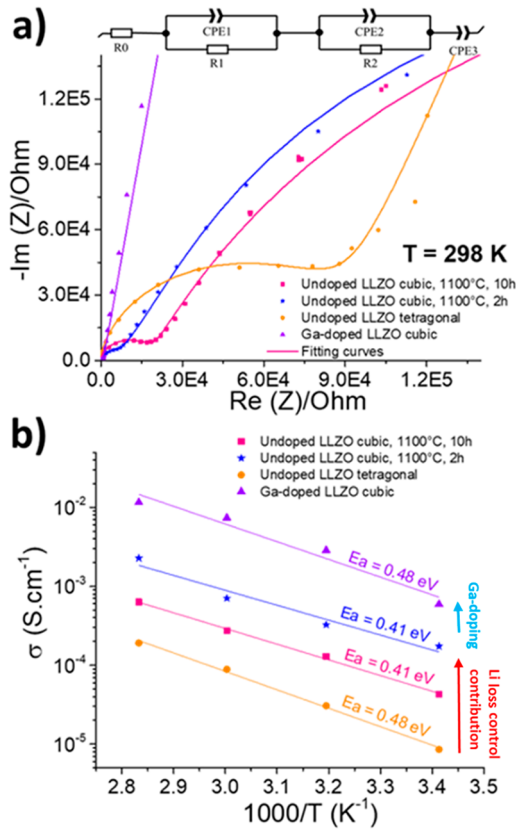 a)
CPE1
CPE2
R0
R1
R2
CPE3
1.2E5
9.0E4
6.0E4
3.0E4
0.0
-Im (Z)/Ohm
T = 298 K
Undoped LLZO cubic, 1100°C, 10h
Undoped LLZO cubic, 1100°C, 2h
Undoped LLZO tetragonal
Ga-doped LLZO cubic
Fitting curves
0.0 3.0E4 6.0E4 9.0E4 1.2E5
Re (Z)/Ohm
b)
Undoped LLZO cubic, 1100°C, 10h
Undoped LLZO cubic, 1100°C, 2h
Undoped LLZO tetragonal
Ga-doped LLZO cubic
10⁻²
10⁻³
10⁻⁴
10⁻⁵
σ (S.cm⁻¹)
Ea = 0.48 eV
Ea = 0.41 eV
Ea = 0.41 eV
Ea = 0.48 eV
Ga-doping
Li loss control
contribution
2.8 2.9 3.0 3.1 3.2 3.3 3.4 3.5
1000/T (K⁻¹)